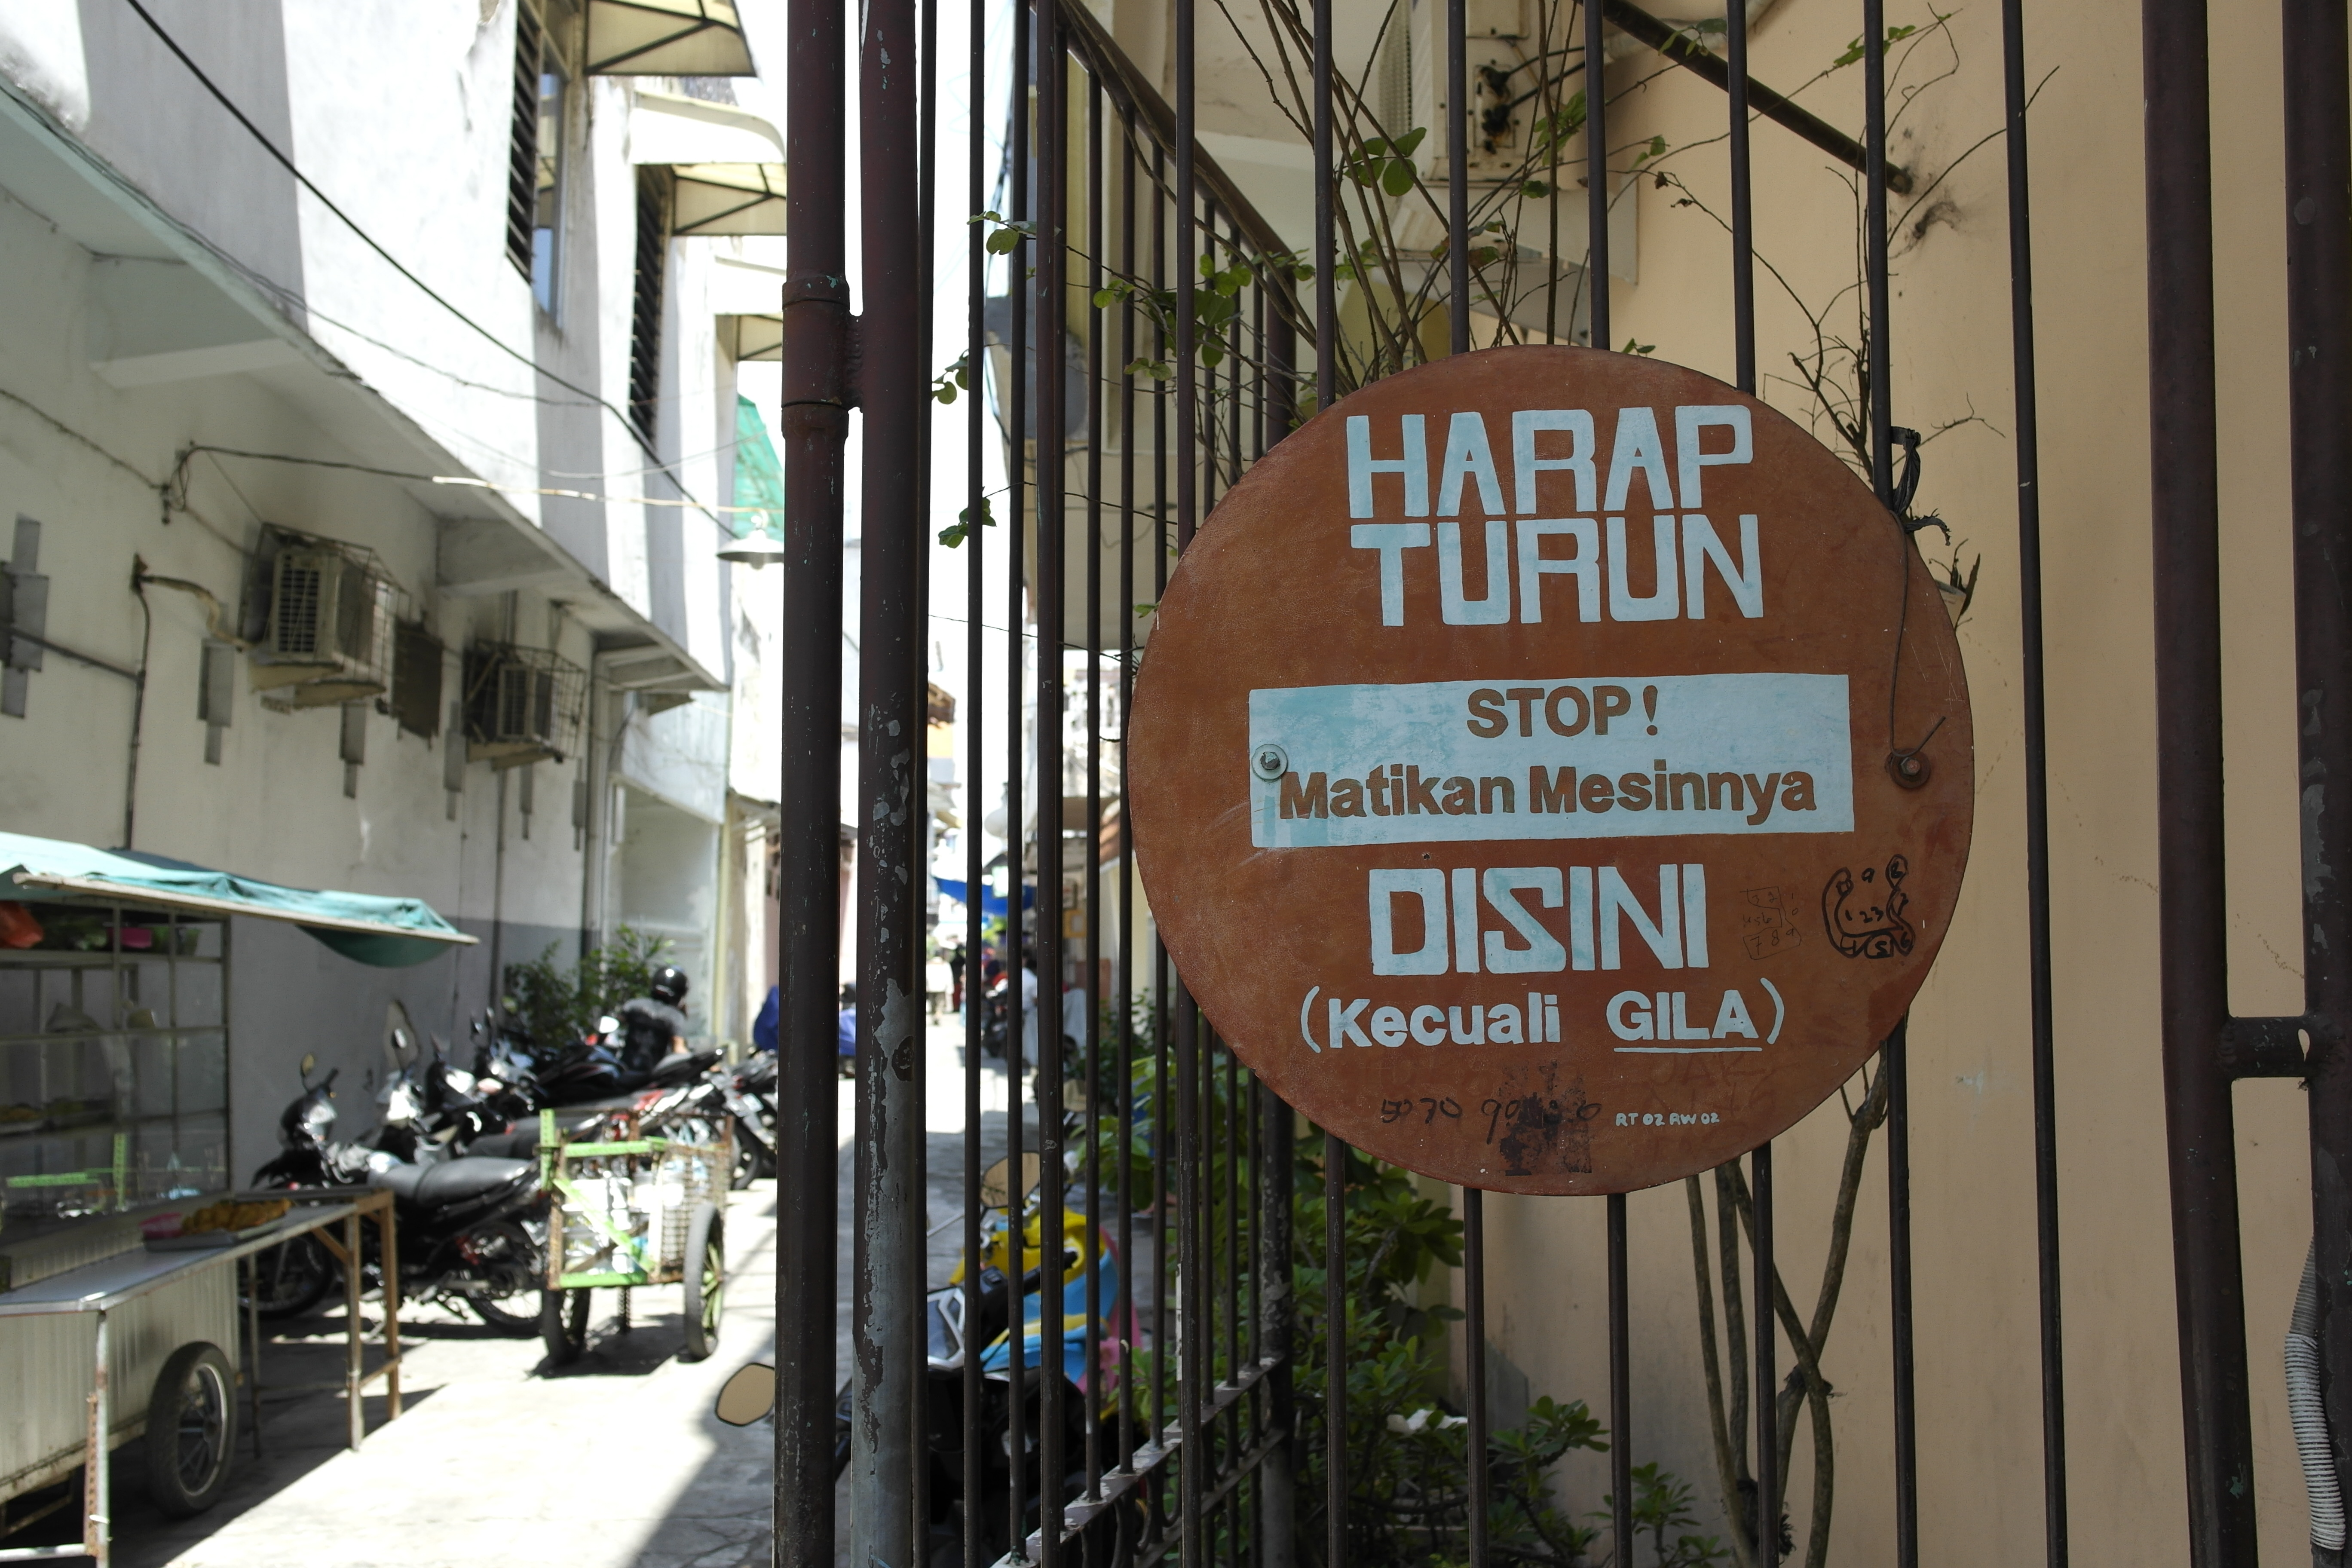 HARAP
TURUN
STOP!
Matikan Mesinnya
DISINI
(Kecuali GILA)
RT 02 RW 02